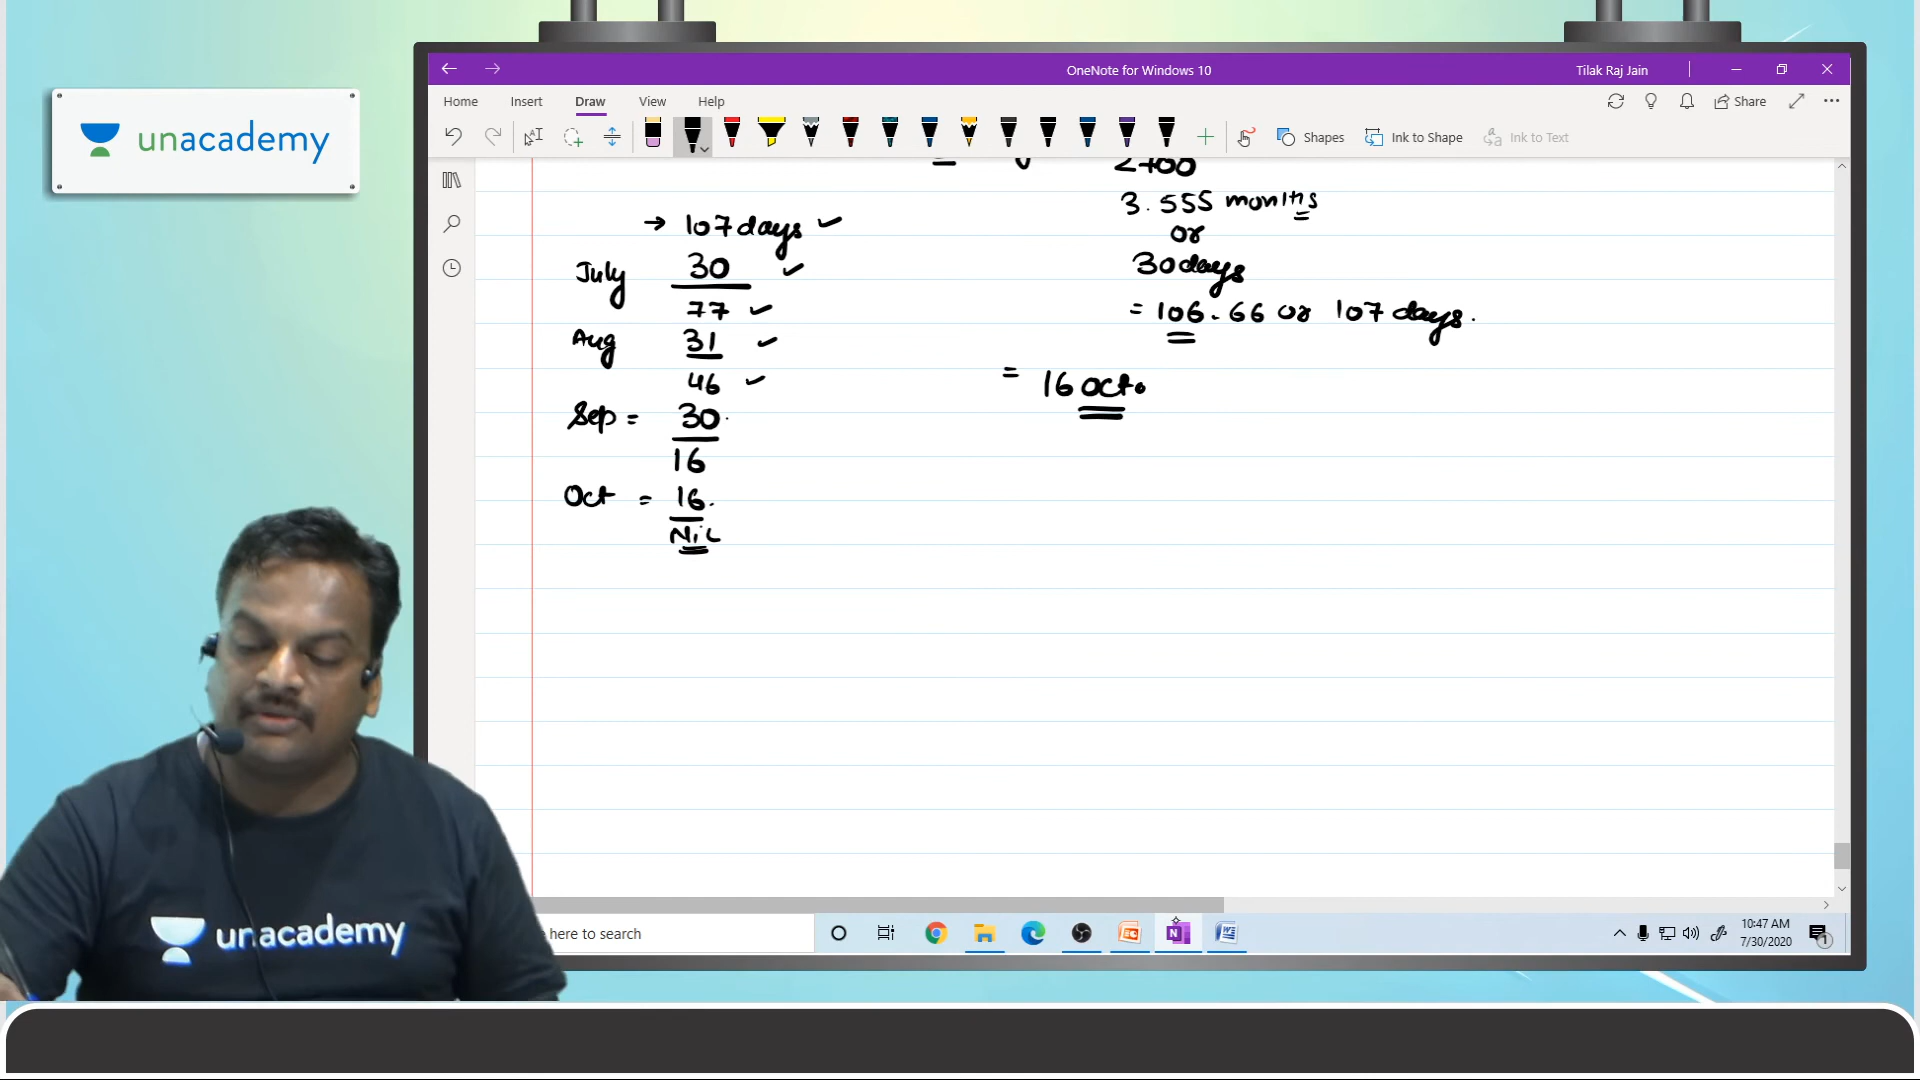 unacademy
OneNote for Windows 10
Tilak Raj Jain
Home Insert Draw View Help
Share
Shapes Ink to Shape Ink to Text
3.555 months
→ 107 days ✓
or
July 30 ✓
30 days
77 ✓
= 106.66 or 107 days.
Aug 31 ✓
46 ✓
= 16 Oct.
Sep = 30
16
Oct = 16.
Nil
unacademy
here to search
10:47 AM
7/30/2020
1